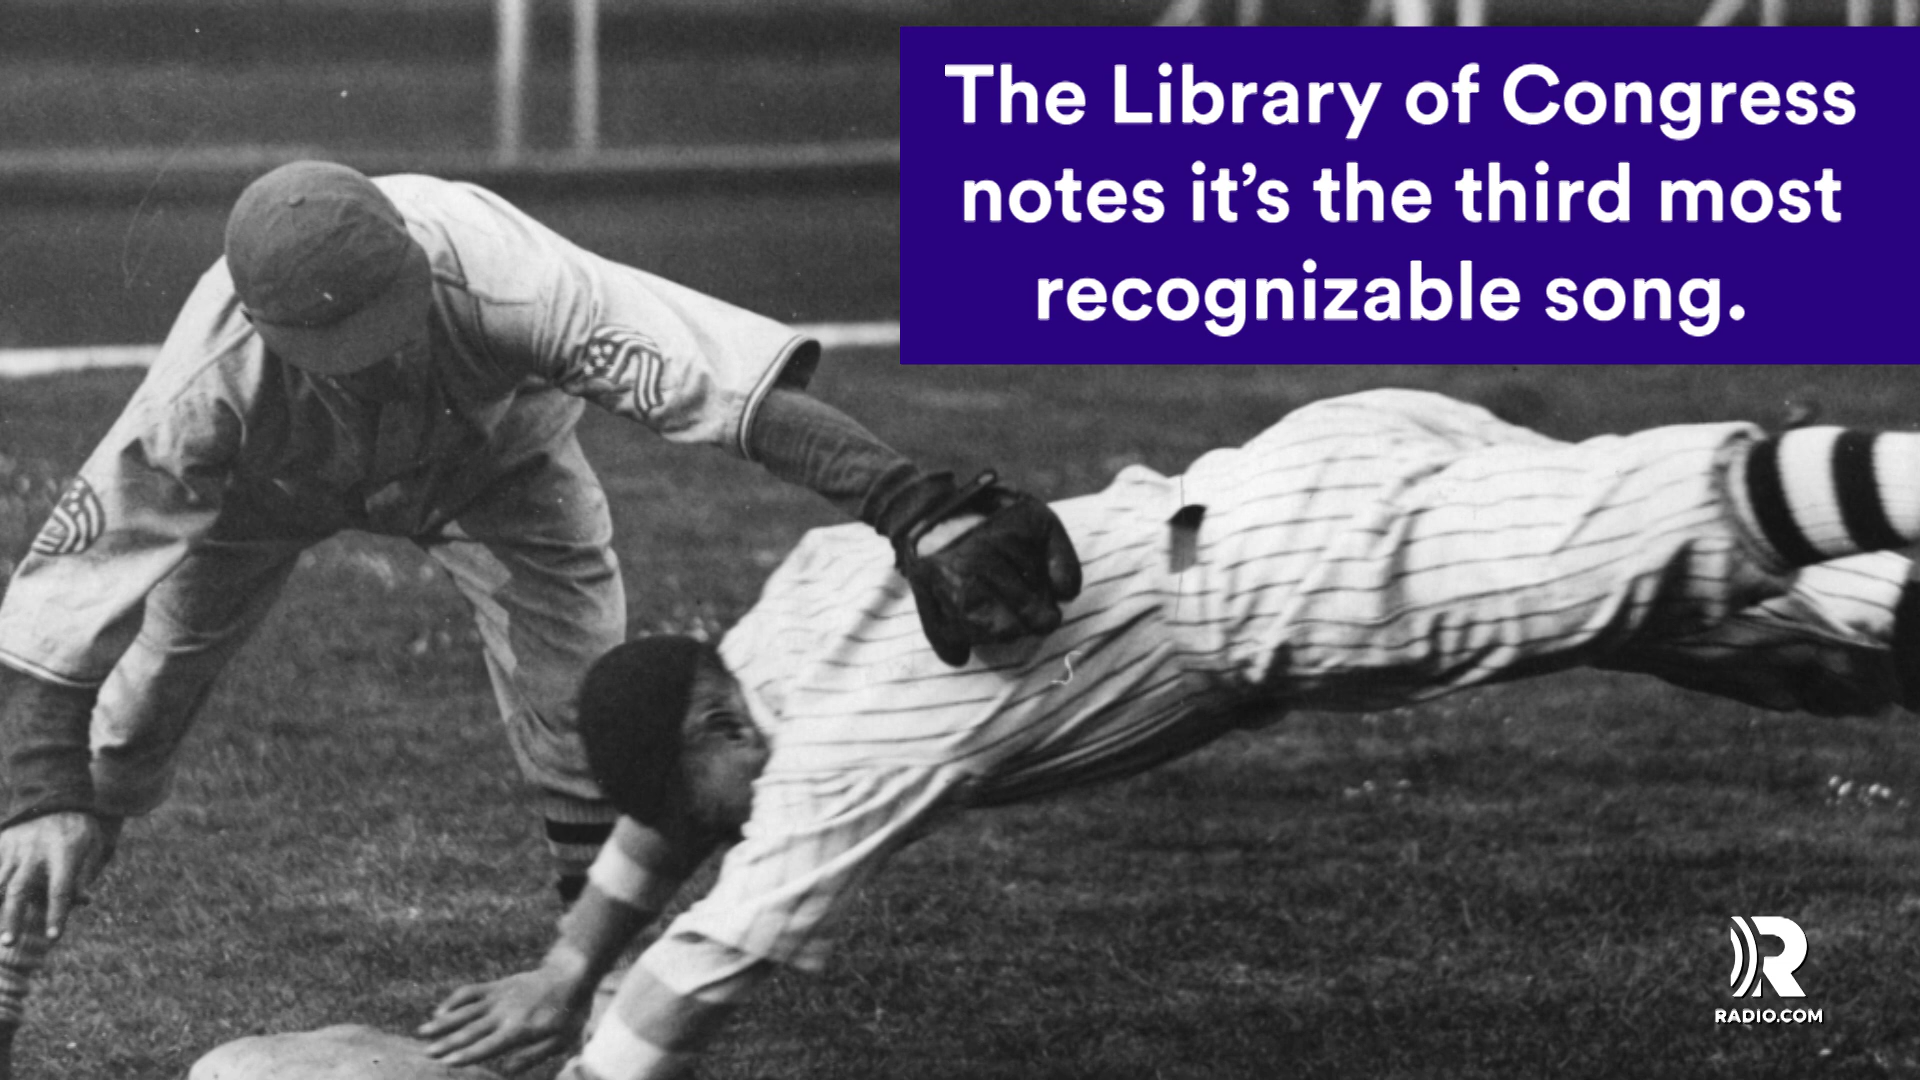 The Library of Congress
notes it’s the third most
recognizable song.
R
RADIO.COM